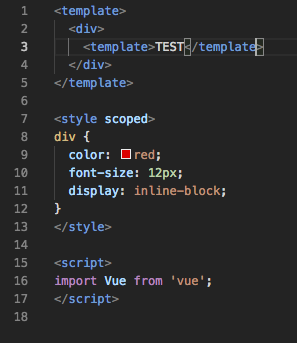 1 <template>
2   <div>
3     <template>TEST</template>
4   </div>
5 </template>
6
7 <style scoped>
8 div {
9   color: red;
10   font-size: 12px;
11   display: inline-block;
12 }
13 </style>
14
15 <script>
16 import Vue from 'vue';
17 </script>
18